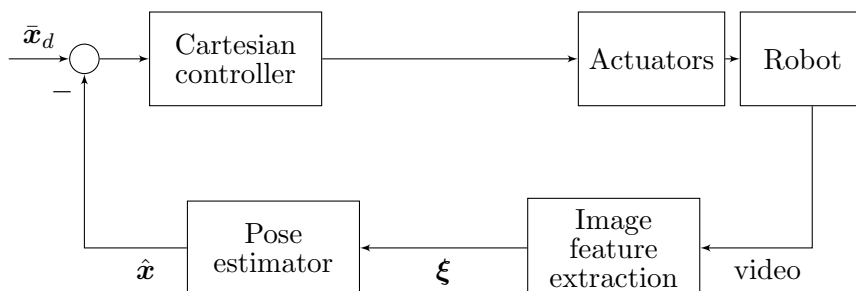 x̄_d
Cartesian
controller
Actuators
Robot
−
Pose
estimator
Image
feature
extraction
x̂
ξ
video